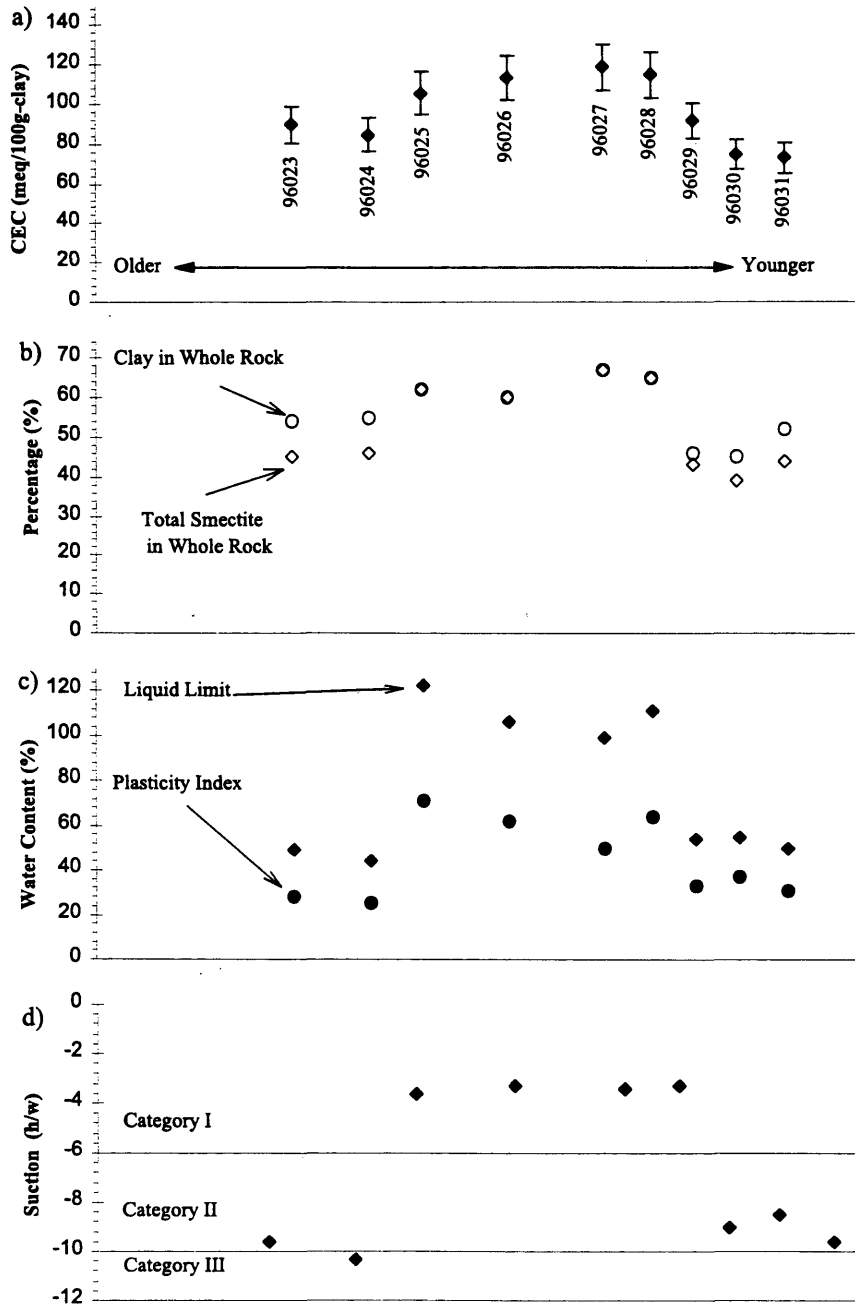 a)
CEC (meq/100g-clay)
140
120
100
80
60
40
20
0
96023
96024
96025
96026
96027
96028
96029
96030
96031
Older
Younger
b)
Percentage (%)
70
60
50
40
30
20
10
0
Clay in Whole Rock
Total Smectite
in Whole Rock
c)
Water Content (%)
120
100
80
60
40
20
0
Liquid Limit
Plasticity Index
d)
Suction (h/w)
0
-2
-4
-6
-8
-10
-12
Category I
Category II
Category III